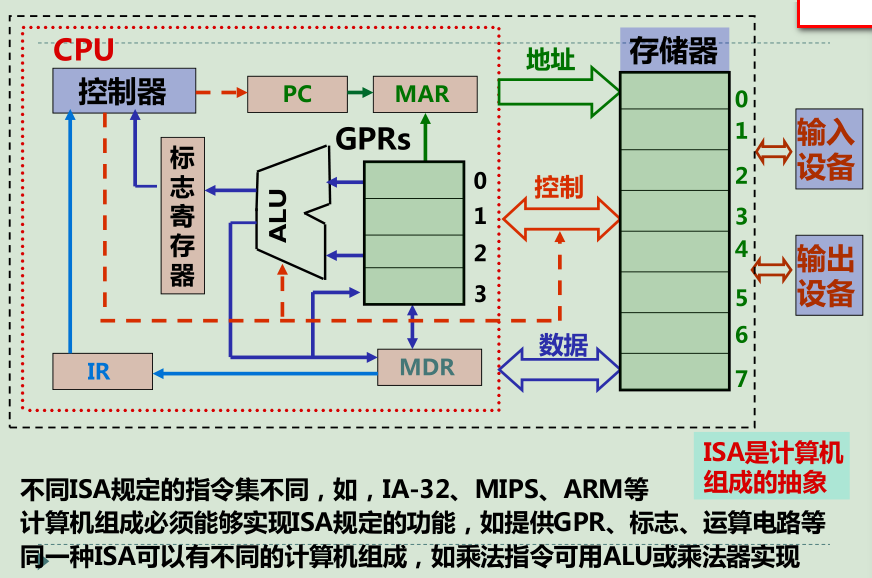 CPU
控制器
PC
MAR
地址
存储器
GPRs
标志寄存器
ALU
0
1
2
3
控制
0
1
2
3
4
5
6
7
输入
设备
输出
设备
IR
MDR
数据
ISA是计算机
组成的抽象
不同ISA规定的指令集不同，如，IA-32、MIPS、ARM等
计算机组成必须能够实现ISA规定的功能，如提供GPR、标志、运算电路等
同一种ISA可以有不同的计算机组成，如乘法指令可用ALU或乘法器实现